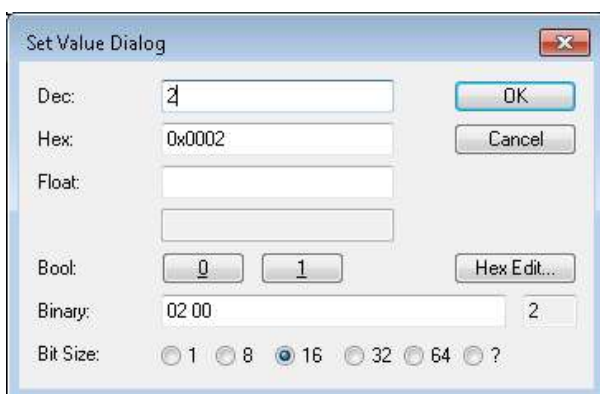 Set Value Dialog
Dec: 2 OK
Hex: 0x0002 Cancel
Float:
Bool: 0 1 Hex Edit...
Binary: 02 00 2
Bit Size: 1 8 16 32 64 ?